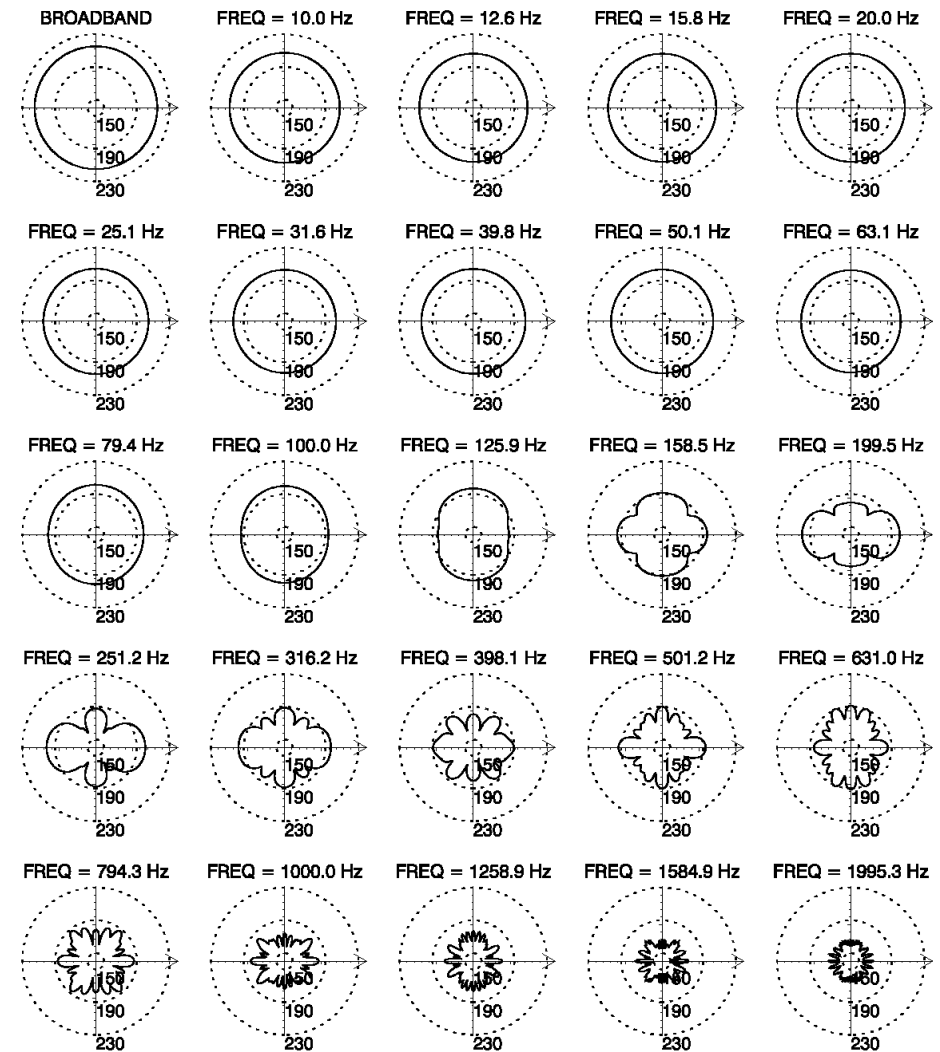 BROADBAND FREQ = 10.0 Hz FREQ = 12.6 Hz FREQ = 15.8 Hz FREQ = 20.0 Hz
150 150 150 150 150
190 190 190 190 190
230 230 230 230 230
FREQ = 25.1 Hz FREQ = 31.6 Hz FREQ = 39.8 Hz FREQ = 50.1 Hz FREQ = 63.1 Hz
150 150 150 150 150
190 190 190 190 190
230 230 230 230 230
FREQ = 79.4 Hz FREQ = 100.0 Hz FREQ = 125.9 Hz FREQ = 158.5 Hz FREQ = 199.5 Hz
150 150 150 150 150
190 190 190 190 190
230 230 230 230 230
FREQ = 251.2 Hz FREQ = 316.2 Hz FREQ = 398.1 Hz FREQ = 501.2 Hz FREQ = 631.0 Hz
150 150 150 150 150
190 190 190 190 190
230 230 230 230 230
FREQ = 794.3 Hz FREQ = 1000.0 Hz FREQ = 1258.9 Hz FREQ = 1584.9 Hz FREQ = 1995.3 Hz
150 150 150 150 150
190 190 190 190 190
230 230 230 230 230